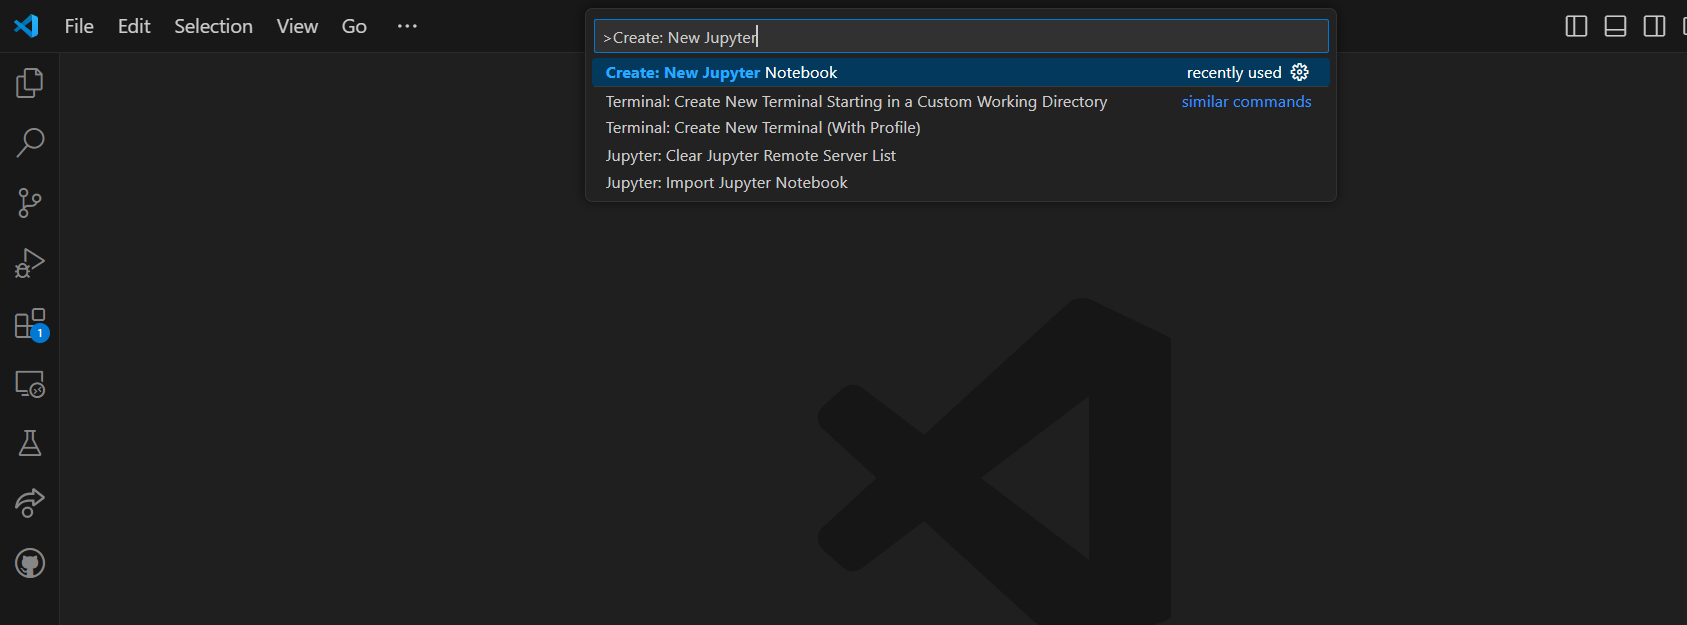 File Edit Selection View Go ···
>Create: New Jupyter
Create: New Jupyter Notebook recently used
Terminal: Create New Terminal Starting in a Custom Working Directory similar commands
Terminal: Create New Terminal (With Profile)
Jupyter: Clear Jupyter Remote Server List
Jupyter: Import Jupyter Notebook
1